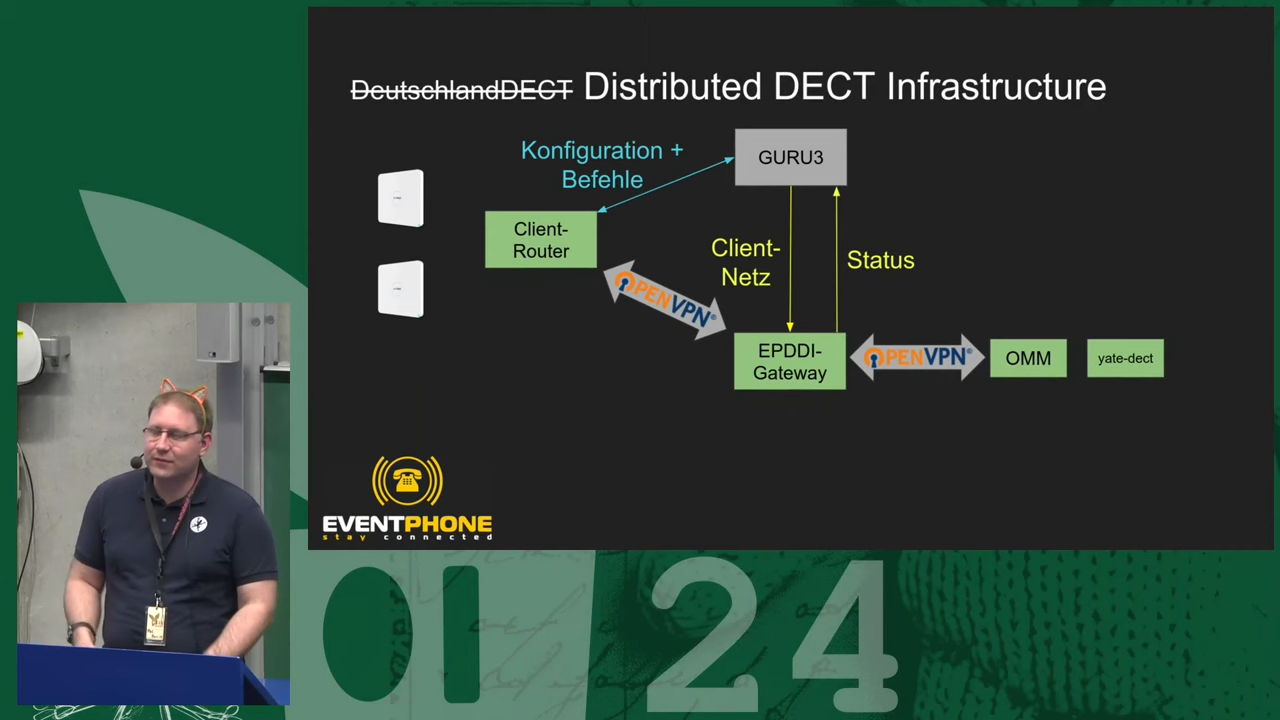 DeutschlandDECT Distributed DECT Infrastructure
Konfiguration +
Befehle
GURU3
Client-
Router
Client-
Netz
Status
OPENVPN®
EPDDI-
Gateway
OPENVPN®
OMM
yate-dect
EVENTPHONE
stay connected
24